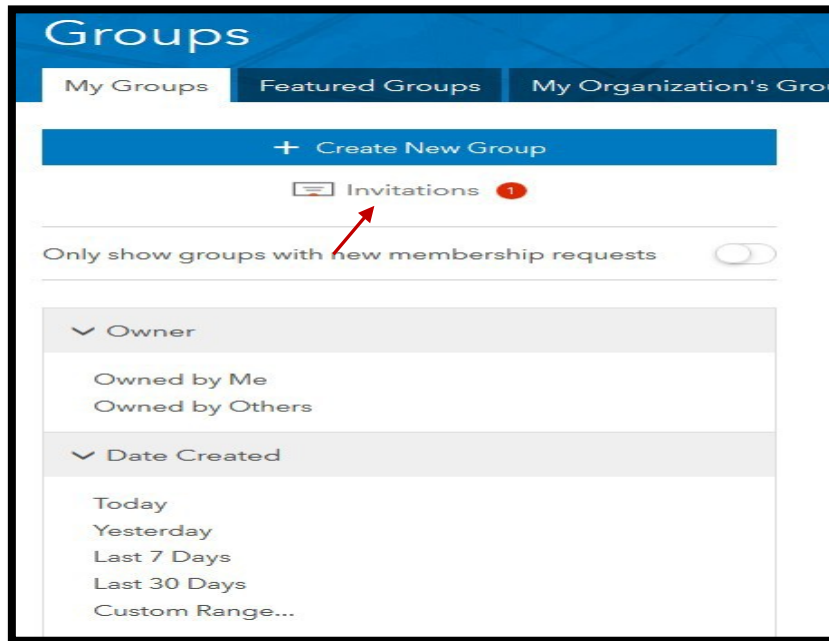 Groups
My Groups Featured Groups My Organization's
+ Create New Group
Invitations 1
Only show groups with new membership requests
Owner
Owned by Me
Owned by Others
Date Created
Today
Yesterday
Last 7 Days
Last 30 Days
Custom Range...